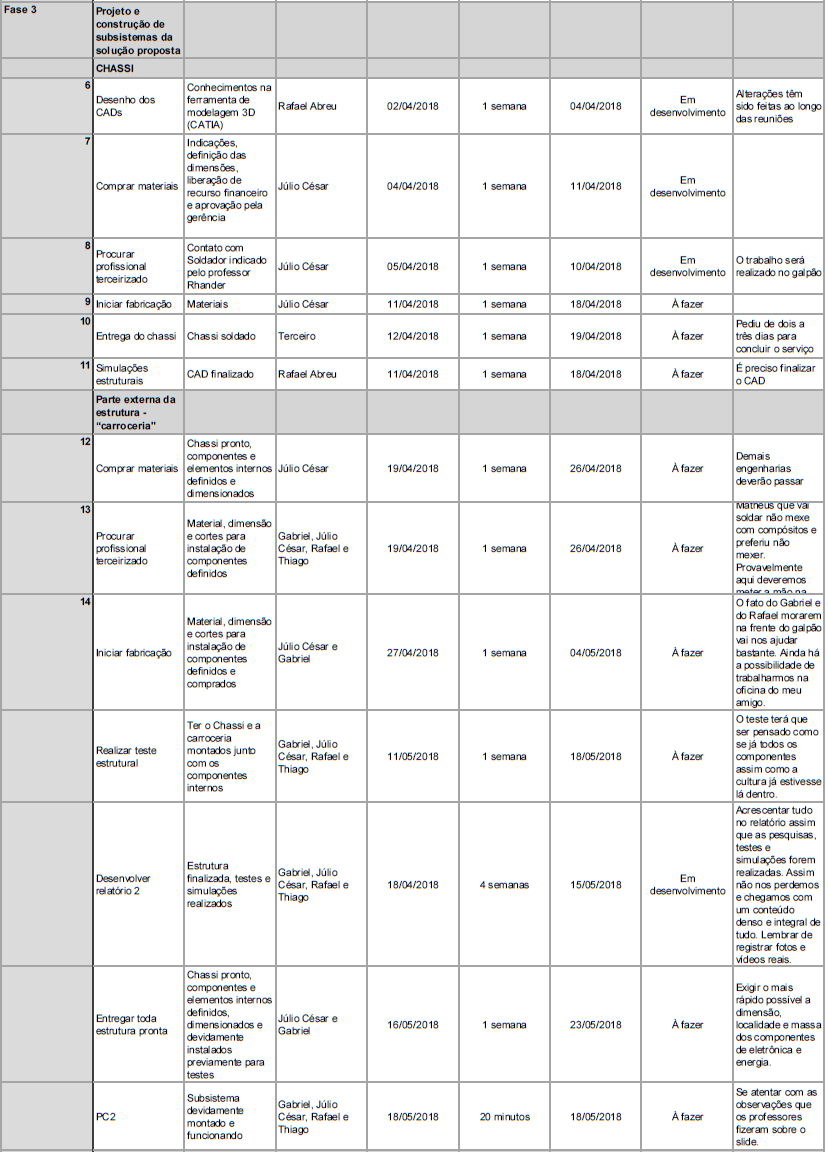 Fase 3
Projeto e
construção de
subsistemas da
solução proposta
CHASSI
6
Desenho dos
CADs
Conhecimentos na
ferramenta de
modelagem 3D
(CATIA)
Rafael Abreu
02/04/2018
1 semana
04/04/2018
Em
desenvolvimento
Alterações têm
sido feitas ao longo
das reuniões
7
Comprar materiais
Indicações,
definição das
dimensões,
liberação de
recurso financeiro
e aprovação pela
gerência
Júlio César
04/04/2018
1 semana
11/04/2018
Em
desenvolvimento
8
Procurar
profissional
terceirizado
Contato com
Soldador indicado
pelo professor
Rhander
Júlio César
05/04/2018
1 semana
10/04/2018
Em
desenvolvimento
O trabalho será
realizado no galpão
9
Iniciar fabricação
Materiais
Júlio César
11/04/2018
1 semana
18/04/2018
À fazer
10
Entrega do chassi
Chassi soldado
Terceiro
12/04/2018
1 semana
19/04/2018
À fazer
Pediu de dois a
três dias para
concluir o serviço
11
Simulações
estruturais
CAD finalizado
Rafael Abreu
11/04/2018
1 semana
18/04/2018
À fazer
É preciso finalizar
o CAD
Parte externa da
estrutura -
“carroceria”
12
Comprar materiais
Chassi pronto,
componentes e
elementos internos
definidos e
dimensionados
Júlio César
19/04/2018
1 semana
26/04/2018
À fazer
Demais
engenharias
deverão passar
13
Procurar
profissional
terceirizado
Material, dimensão
e cortes para
instalação de
componentes
definidos
Gabriel, Júlio
César, Rafael e
Thiago
19/04/2018
1 semana
26/04/2018
À fazer
Matheus que vai
soldar não mexe
com compósitos e
preferiu não
mexer.
Provavelmente
aqui deveremos
meter a mão na
14
Iniciar fabricação
Material, dimensão
e cortes para
instalação de
componentes
definidos e
comprados
Júlio César e
Gabriel
27/04/2018
1 semana
04/05/2018
À fazer
O fato do Gabriel e
do Rafael morarem
na frente do galpão
vai nos ajudar
bastante. Ainda há
a possibilidade de
trabalharmos na
oficina do meu
amigo.
Realizar teste
estrutural
Ter o Chassi e a
carroceria
montados junto
com os
componentes
internos
Gabriel, Júlio
César, Rafael e
Thiago
11/05/2018
1 semana
18/05/2018
À fazer
O teste terá que
ser pensado como
se já todos os
componentes
assim como a
cultura já estivesse
lá dentro.
Desenvolver
relatório 2
Estrutura
finalizada, testes e
simulações
realizados
Gabriel, Júlio
César, Rafael e
Thiago
18/04/2018
4 semanas
15/05/2018
Em
desenvolvimento
Acrescentar tudo
no relatório assim
que as pesquisas,
testes e
simulações forem
realizadas. Assim
não nos perdemos
e chegamos com
um conteúdo
denso e integral de
tudo. Lembrar de
registrar fotos e
vídeos reais.
Entregar toda
estrutura pronta
Chassi pronto,
componentes e
elementos internos
definidos,
dimensionados e
devidamente
instalados
previamente para
testes
Júlio César e
Gabriel
16/05/2018
1 semana
23/05/2018
À fazer
Exigir o mais
rápido possível a
dimensão,
localidade e massa
dos componentes
de eletrônica e
energia.
PC2
Subsistema
devidamente
montado e
funcionando
Gabriel, Júlio
César, Rafael e
Thiago
18/05/2018
20 minutos
18/05/2018
À fazer
Se atentar com as
observações que
os professores
fizeram sobre o
slide.